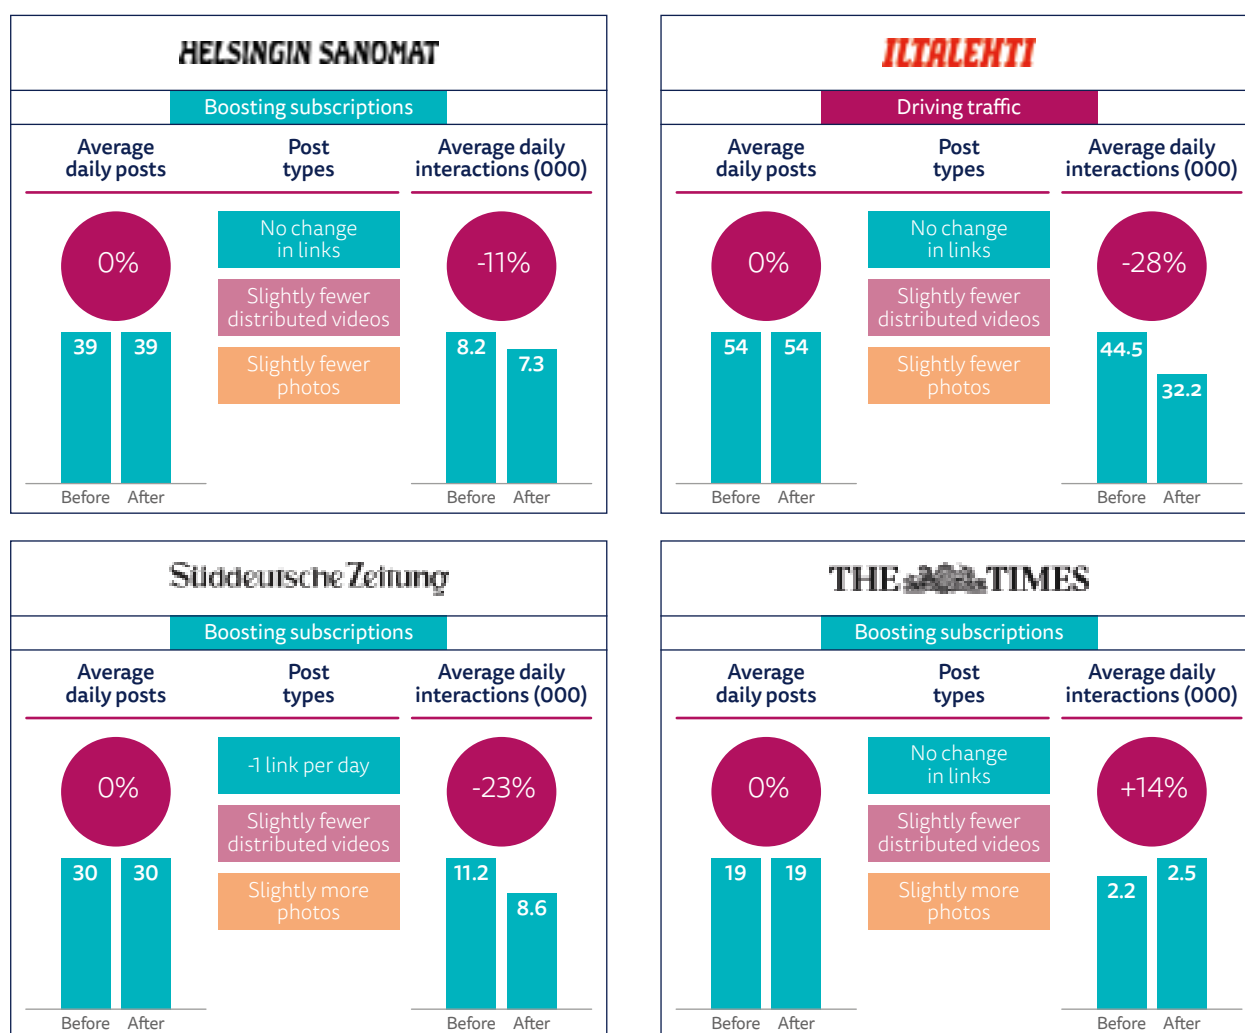 HELSINGIN SANOMAT
Boosting subscriptions
Average
daily posts
Post
types
Average daily
interactions (000)
0%
No change
in links
-11%
Slightly fewer
distributed videos
39
39
8.2
7.3
Slightly fewer
photos
Before
After
Before
After
ILTALEHTI
Driving traffic
Average
daily posts
Post
types
Average daily
interactions (000)
0%
No change
in links
-28%
Slightly fewer
distributed videos
54
54
44.5
32.2
Slightly fewer
photos
Before
After
Before
After
Süddeutsche Zeitung
Boosting subscriptions
Average
daily posts
Post
types
Average daily
interactions (000)
0%
-1 link per day
-23%
Slightly fewer
distributed videos
30
30
11.2
8.6
Slightly more
photos
Before
After
Before
After
THE TIMES
Boosting subscriptions
Average
daily posts
Post
types
Average daily
interactions (000)
0%
No change
in links
+14%
Slightly fewer
distributed videos
19
19
2.2
2.5
Slightly more
photos
Before
After
Before
After